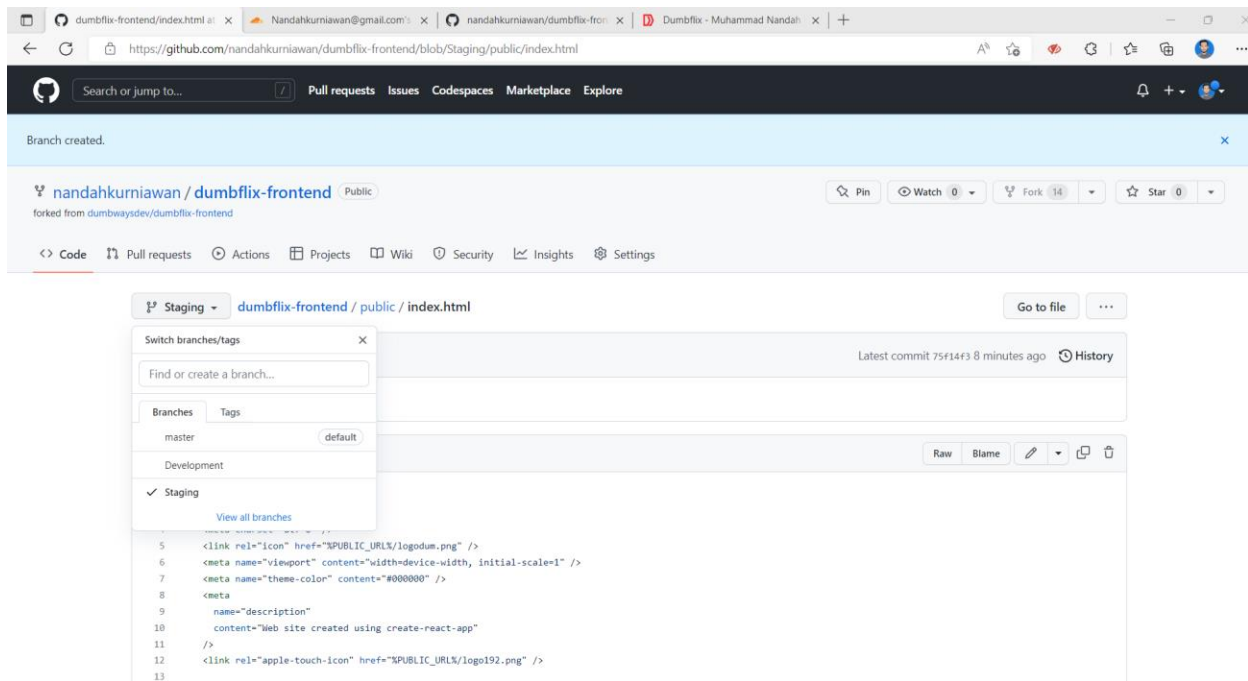 dumbflix-frontend/index.html at
Nandahkurniawan@gmail.com's
nandahkurniawan/dumbflix-fron
Dumbflix - Muhammad Nandah
https://github.com/nandahkurniawan/dumbflix-frontend/blob/Staging/public/index.html
Search or jump to... / Pull requests Issues Codespaces Marketplace Explore
Branch created.
nandahkurniawan / dumbflix-frontend Public
Pin Watch 0 Fork 14 Star 0
forked from dumbwaysdev/dumbflix-frontend
Code Pull requests Actions Projects Wiki Security Insights Settings
Staging dumbflix-frontend / public / index.html Go to file ...
Switch branches/tags
Latest commit 75f14f3 8 minutes ago History
Find or create a branch...
Branches Tags
master default
Raw Blame
Development
Staging
View all branches
5 <link rel="icon" href="%PUBLIC_URL%/logodum.png" />
6 <meta name="viewport" content="width=device-width, initial-scale=1" />
7 <meta name="theme-color" content="#000000" />
8 <meta
9 name="description"
10 content="Web site created using create-react-app"
11 />
12 <link rel="apple-touch-icon" href="%PUBLIC_URL%/logo192.png" />
13